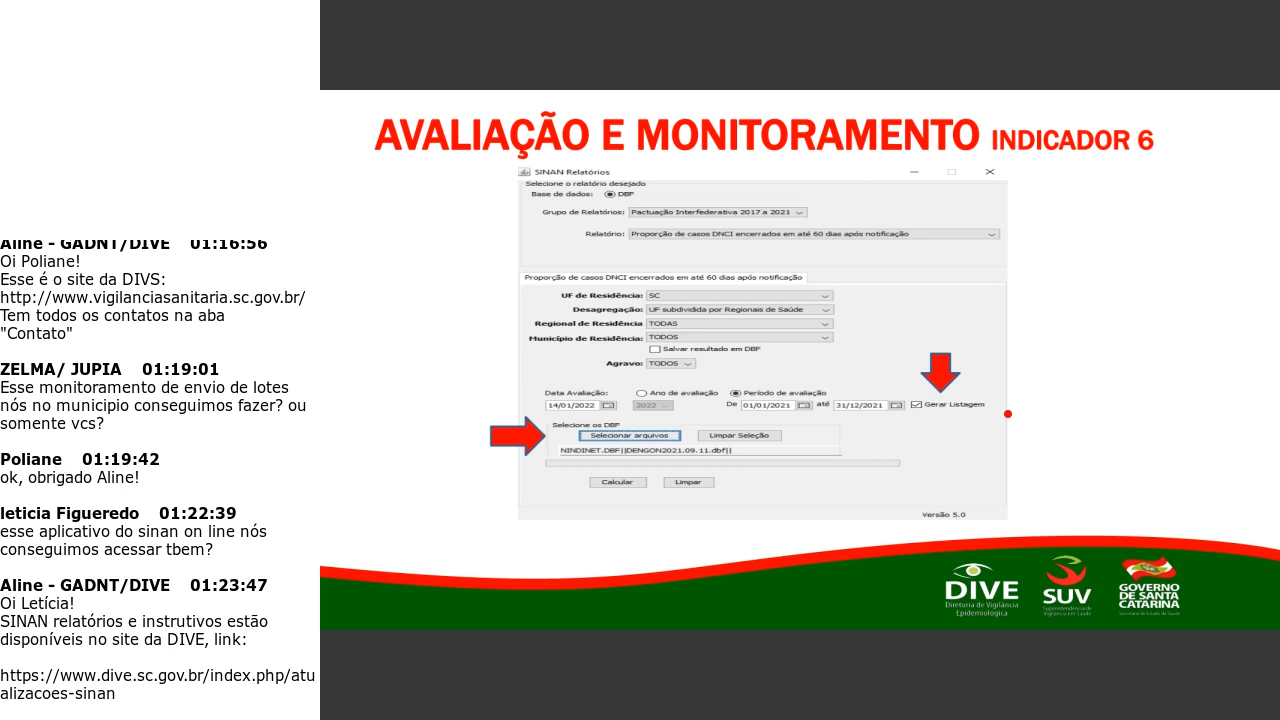 Aline - GADNT/DIVE 01:16:56
Oi Poliane!
Esse é o site da DIVS:
http://www.vigilanciasanitaria.sc.gov.br/
Tem todos os contatos na aba
"Contato"
ZELMA/ JUPIA 01:19:01
Esse monitoramento de envio de lotes
nós no municipio conseguimos fazer? ou
somente vcs?
Poliane 01:19:42
ok, obrigado Aline!
leticia Figueredo 01:22:39
esse aplicativo do sinan on line nós
conseguimos acessar tbem?
Aline - GADNT/DIVE 01:23:47
Oi Letícia!
SINAN relatórios e instrutivos estão
disponíveis no site da DIVE, link:
https://www.dive.sc.gov.br/index.php/atu
alizacoes-sinan
AVALIAÇÃO E MONITORAMENTO INDICADOR 6
SINAN Relatórios
Selecione o relatório desejado
Base de dados: DBF
Grupo de Relatórios: Pactuação Interfederativa 2017 a 2021
Relatório: Proporção de casos DNCI encerrados em até 60 dias após notificação
Proporção de casos DNCI encerrados em até 60 dias após notificação
UF de Residência: SC
Desagregação: UF subdividida por Regionais de Saúde
Regional de Residência TODAS
Município de Residência: TODOS
Salvar resultado em DBF
Agravo: TODOS
Data Avaliação: Ano de avaliação Período de avaliação
14/01/2022 2022 De 01/01/2021 até 31/12/2021 Gerar Listagem
Selecione os DBF
Selecionar arquivos Limpar Seleção
NINDINET.DBF||DENGON2021.09.11.dbf||
Calcular Limpar
Versão 5.0
DIVE
Diretoria de Vigilância
Epidemiológica
SUV
Superintendência de
Vigilância em Saúde
GOVERNO
DE SANTA
CATARINA
Secretaria de Estado da Saúde